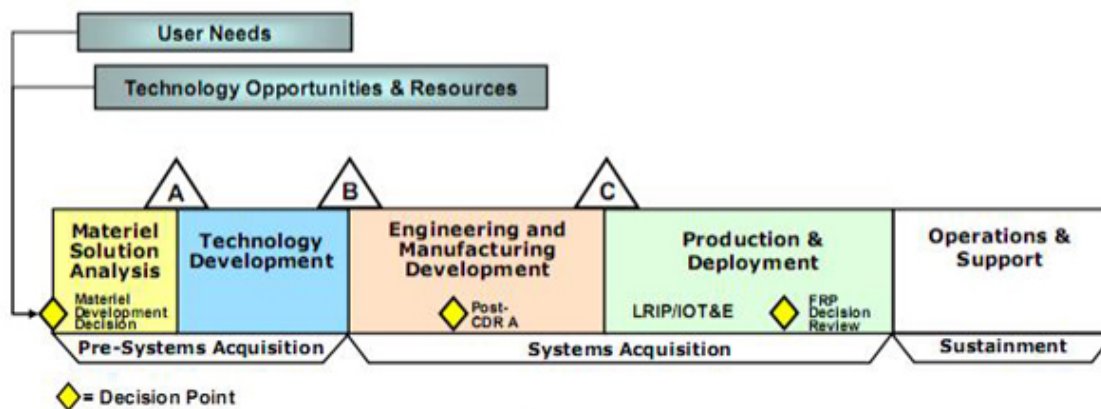 User Needs
Technology Opportunities & Resources
A
B
C
Materiel
Solution
Analysis
Technology
Development
Engineering and
Manufacturing
Development
Production &
Deployment
Operations &
Support
Materiel
Development
Decision
Post-
CDR A
LRIP/IOT&E
FRP
Decision
Review
Pre-Systems Acquisition
Systems Acquisition
Sustainment
= Decision Point